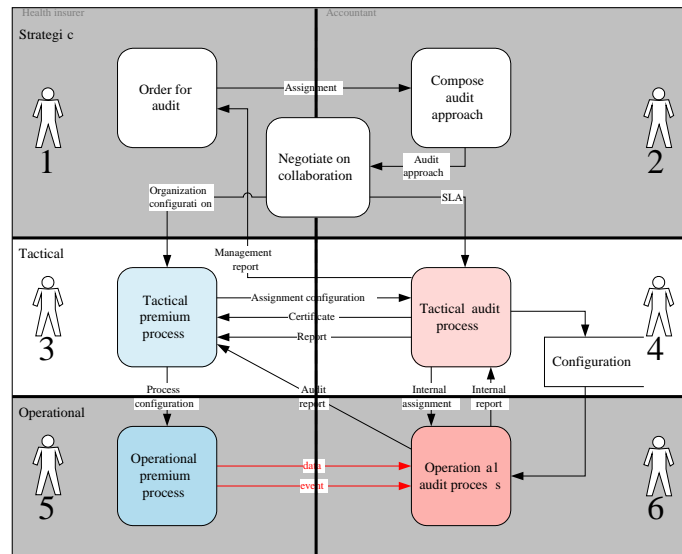 Health insurer
Accountant
Strategi c
Order for
audit
Assignment
Compose
audit
approach
1
2
Negotiate on
collaboration
Audit
approach
Organization
configurati on
SLA
Tactical
Management
report
3
4
Tactical
premium
process
Assignment configuration
Certificate
Report
Tactical audit
process
Configuration
Process
configuration
Audit
report
Internal
assignment
Internal
report
Operational
5
6
Operational
premium
process
data
event
Operation al
audit proces s